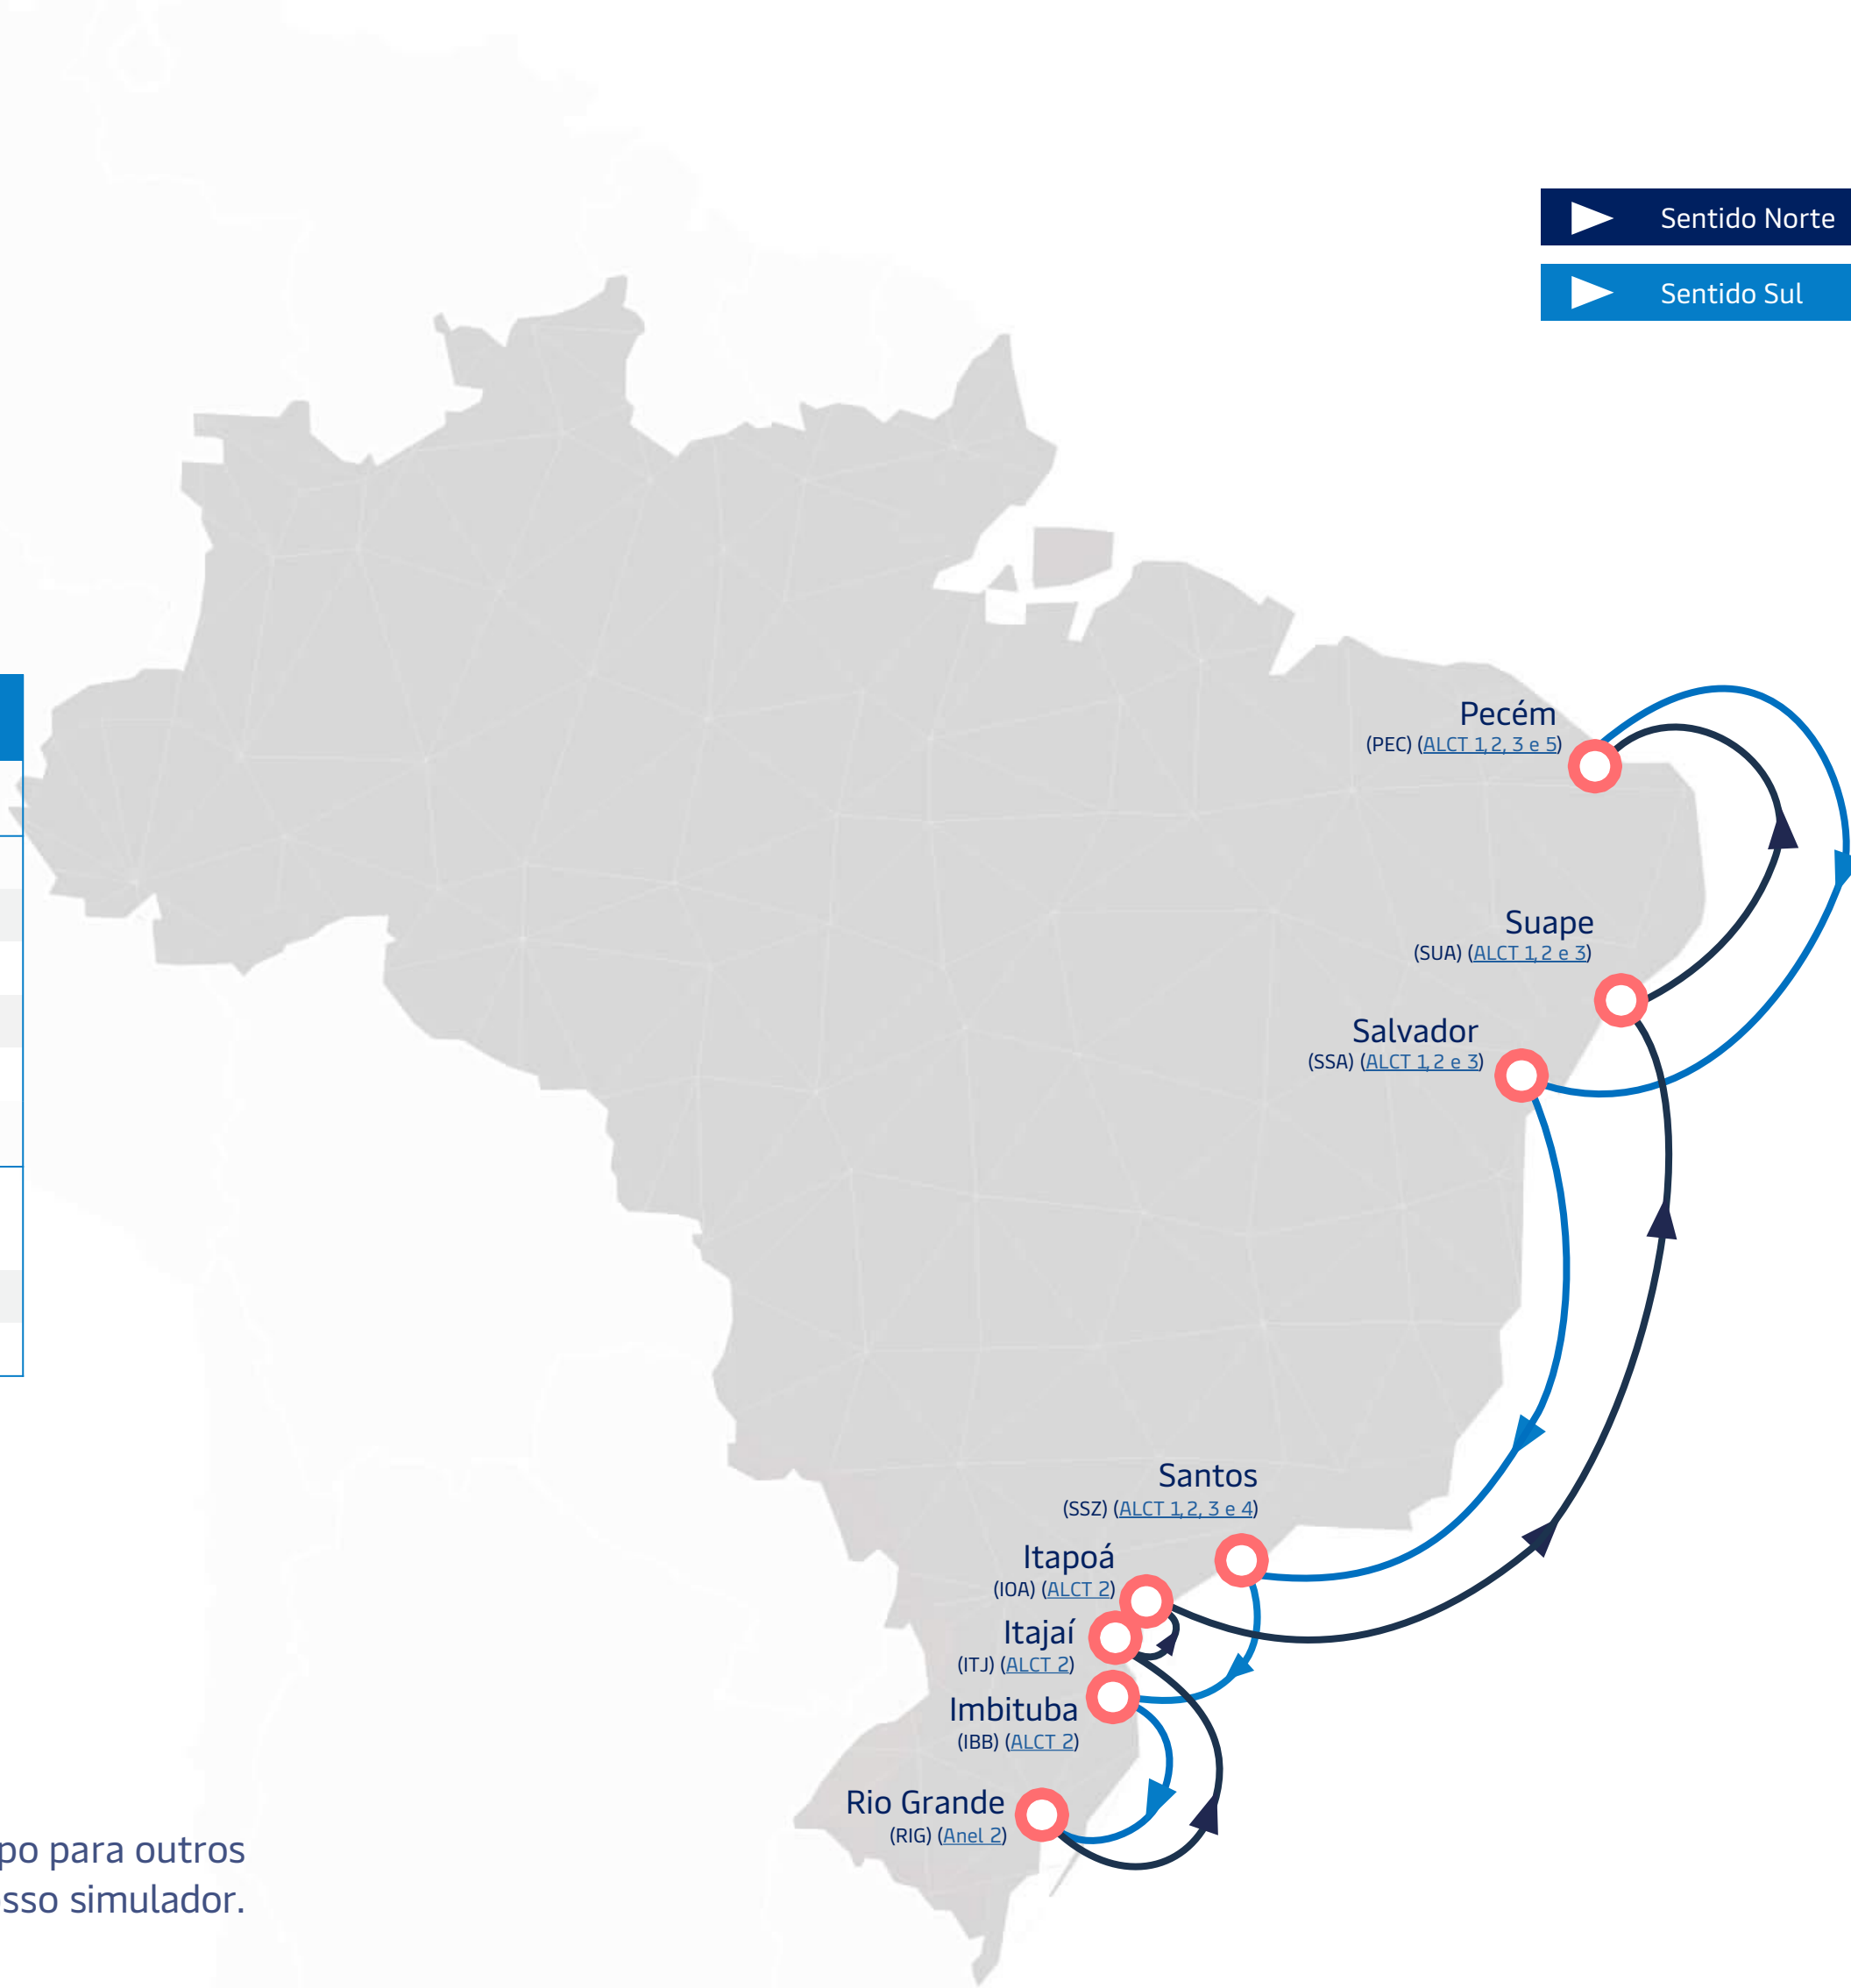 Sentido Norte
Sentido Sul
Pecém
(PEC) (ALCT 1,2, 3 e 5)
Suape
(SUA) (ALCT 1,2 e 3)
Salvador
(SSA) (ALCT 1,2 e 3)
Santos
(SSZ) (ALCT 1,2, 3 e 4)
Itapoá
(IOA) (ALCT 2)
Itajaí
(ITJ) (ALCT 2)
Imbituba
(IBB) (ALCT 2)
Rio Grande
(RIG) (Anel 2)
para outros
simulador.